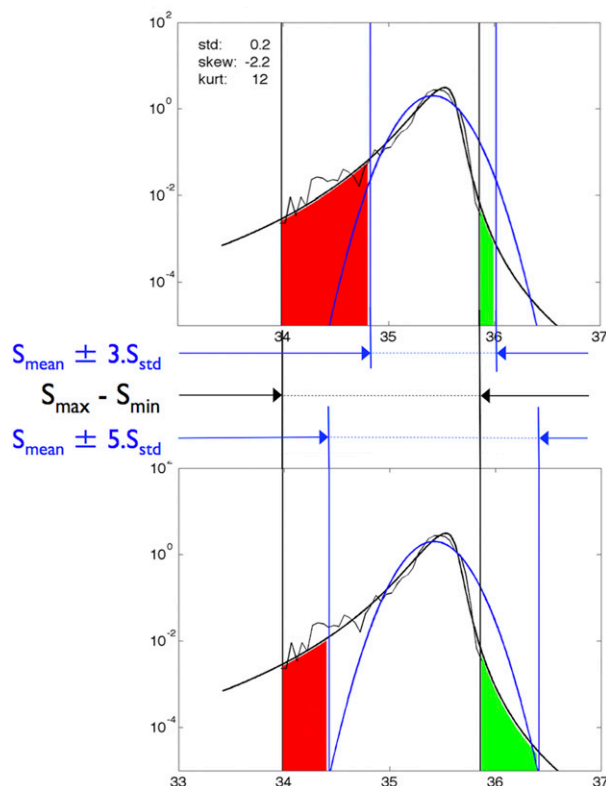 10^2
std: 0.2
skew: -2.2
kurt: 12
10^0
10^-2
10^-4
34 35 36 37
S_mean ± 3.S_std
S_max - S_min
S_mean ± 5.S_std
10^0
10^-2
10^-4
33 34 35 36 37